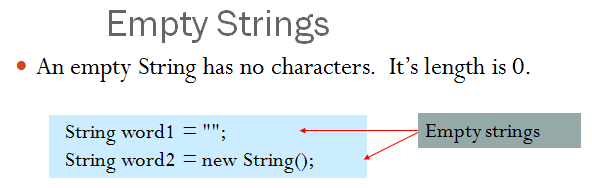 Empty Strings
• An empty String has no characters. It's length is 0.
String word1 = "";
Empty strings
String word2 = new String();